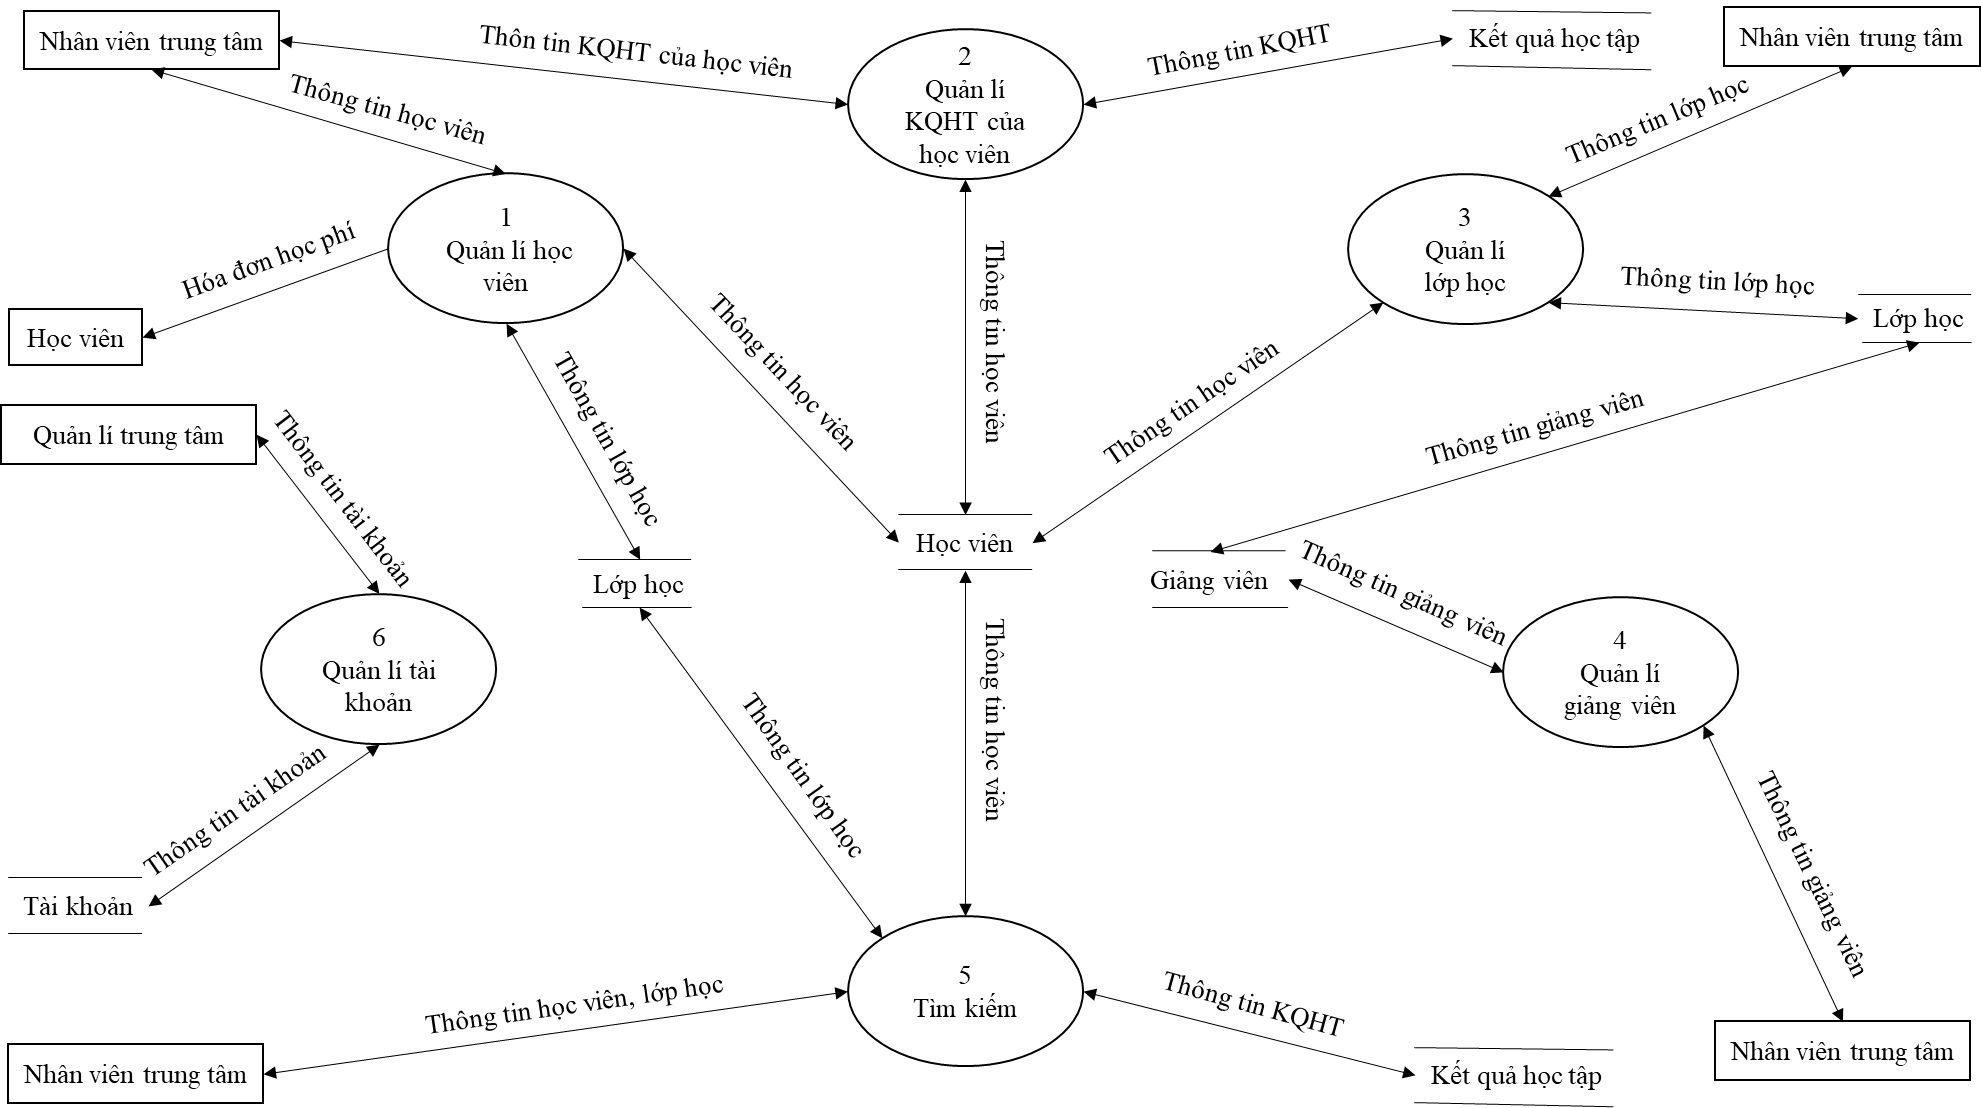 Nhân viên trung tâm
Thôn tin KQHT của học viên
2
Quản lí
KQHT của
học viên
Thông tin KQHT
Kết quả học tập
Nhân viên trung tâm
Thông tin học viên
Thông tin lớp học
1
Quản lí học
viên
3
Quản lí
lớp học
Hóa đơn học phí
Học viên
Thông tin học viên
Thông tin học viên
Thông tin học viên
Thông tin lớp học
Lớp học
Thông tin lớp học
Quản lí trung tâm
Thông tin tài khoản
Thông tin giảng viên
Học viên
Lớp học
Giảng viên
Thông tin giảng viên
6
Quản lí tài
khoản
4
Quản lí
giảng viên
Thông tin học viên
Thông tin lớp học
Thông tin tài khoản
Tài khoản
Thông tin giảng viên
5
Tìm kiếm
Thông tin học viên, lớp học
Thông tin KQHT
Nhân viên trung tâm
Kết quả học tập
Nhân viên trung tâm